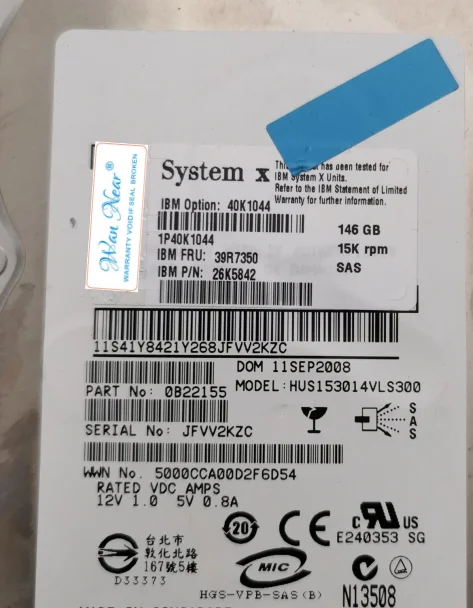 System x
This has been tested for
IBM System X Units.
Refer to the IBM Statement of Limited
Warranty for further information.
IBM Option: 40K1044
1P40K1044
IBM FRU: 39R7350
IBM P/N: 26K5842
146 GB
15K rpm
SAS
Wan Near ®
WARRANTY VOID IF SEAL BROKEN
11S41Y8421Y268JFVV2KZC
DOM 11SEP2008
PART No: 0B22155
MODEL: HUS153014VLS300
SERIAL No: JFVV2KZC
SAS
WWN No. 5000CCA00D2F6D54
RATED VDC AMPS
12V 1.0 5V 0.8A
20
CE
c RU US
E240353 SG
台北市
敦化北路
167號5樓
D33373
MIC
HGS-VPB-SAS(B)
N13508